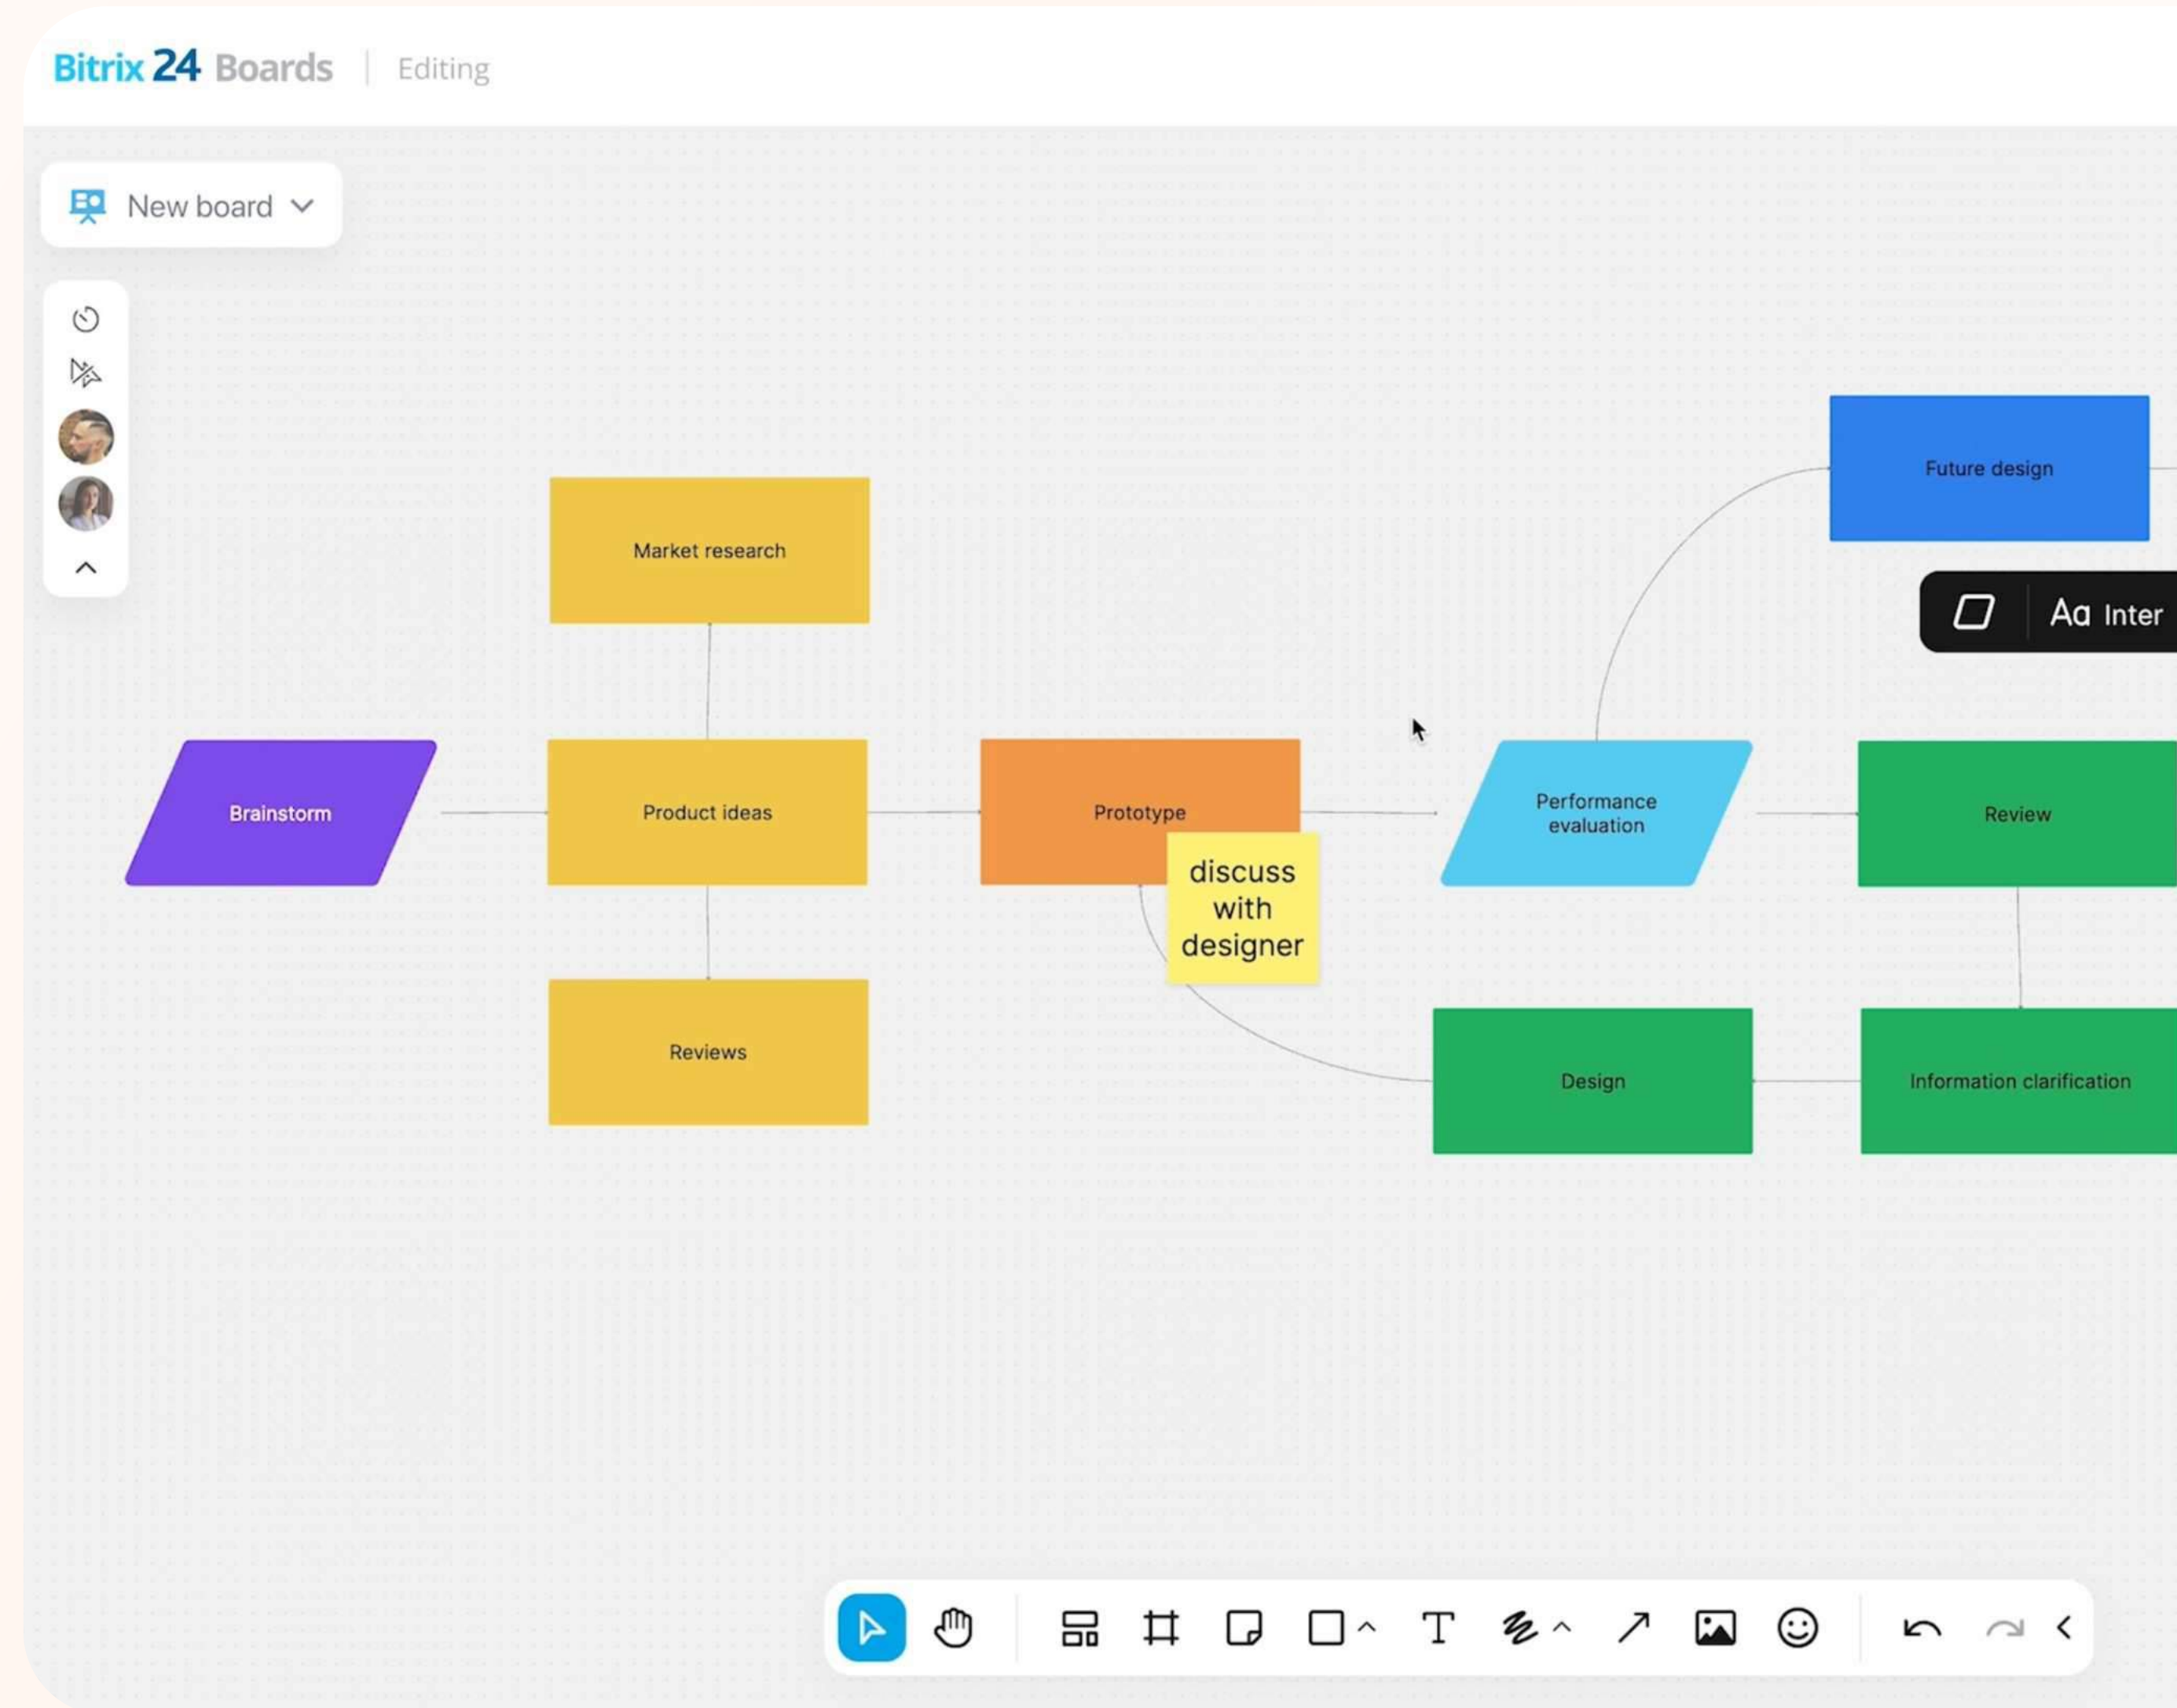 Bitrix 24 Boards | Editing
New board
Future design
Aa Inter
Market research
Brainstorm
Product ideas
Prototype
Performance
evaluation
Review
discuss
with
designer
Reviews
Design
Information clarification